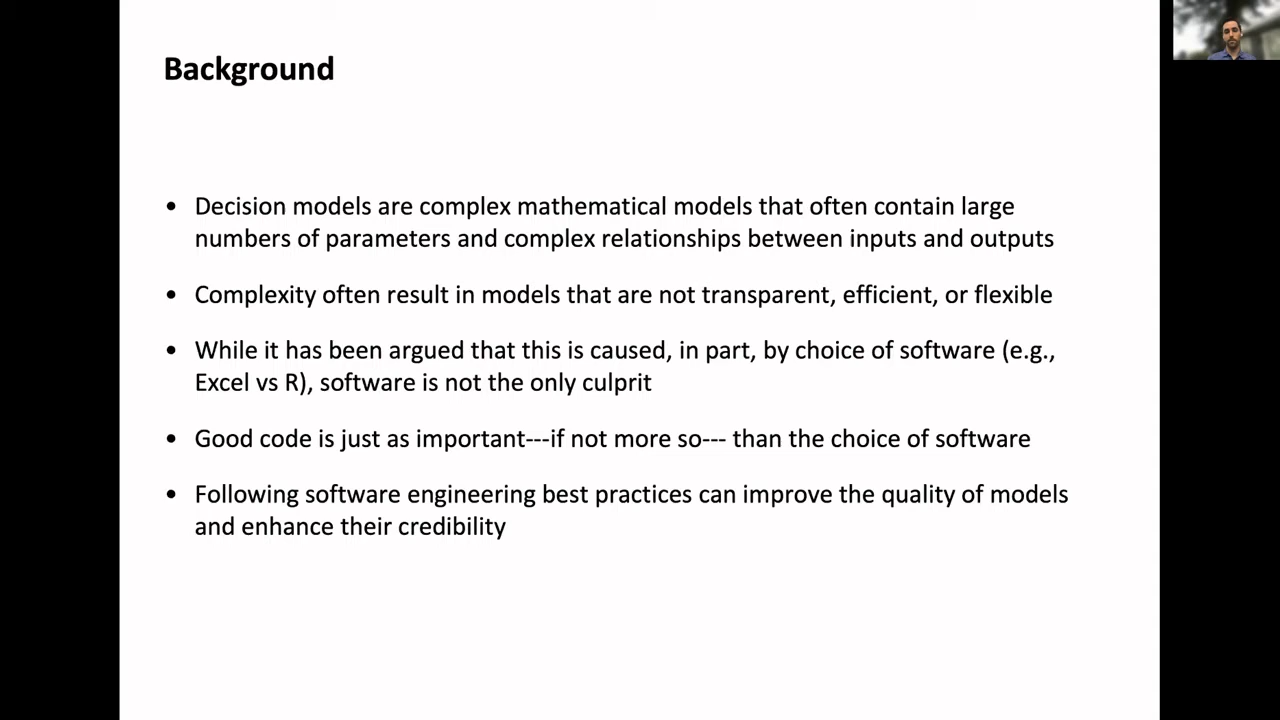 Background
• Decision models are complex mathematical models that often contain large
numbers of parameters and complex relationships between inputs and outputs
• Complexity often result in models that are not transparent, efficient, or flexible
• While it has been argued that this is caused, in part, by choice of software (e.g.,
Excel vs R), software is not the only culprit
• Good code is just as important---if not more so--- than the choice of software
• Following software engineering best practices can improve the quality of models
and enhance their credibility